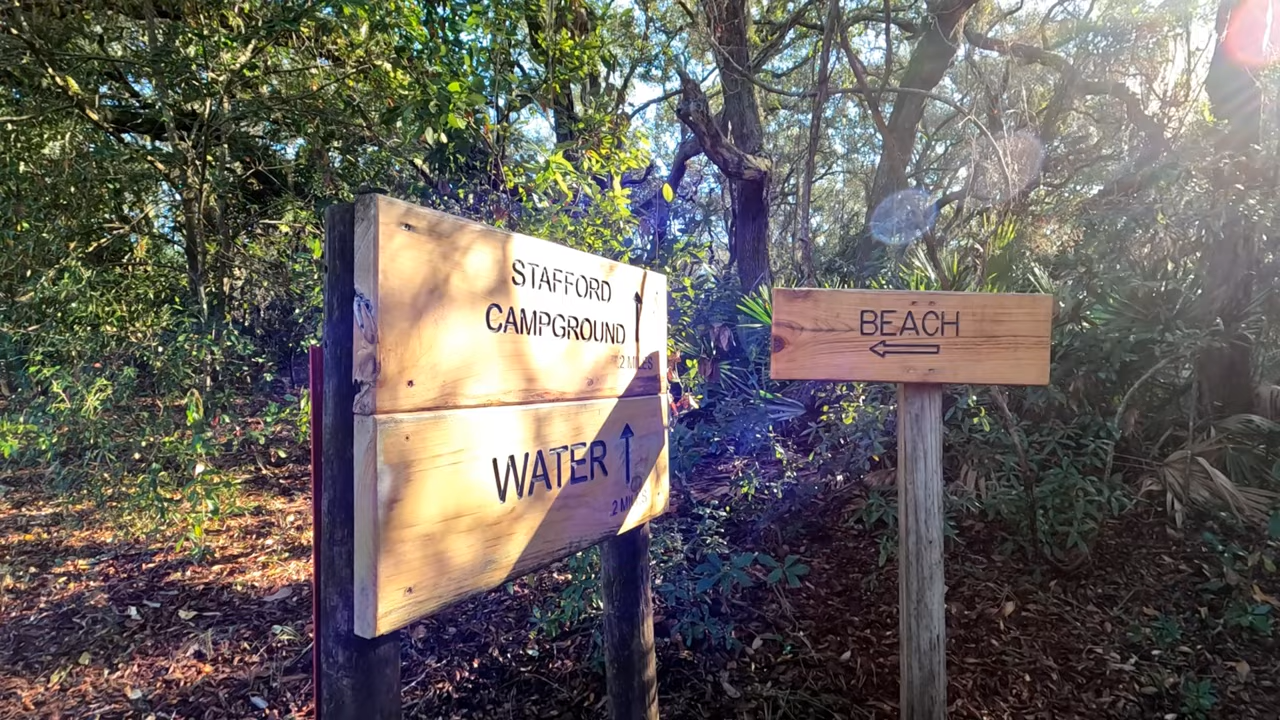 STAFFORD
CAMPGROUND
.2 MILES
WATER
.2 MILES
BEACH